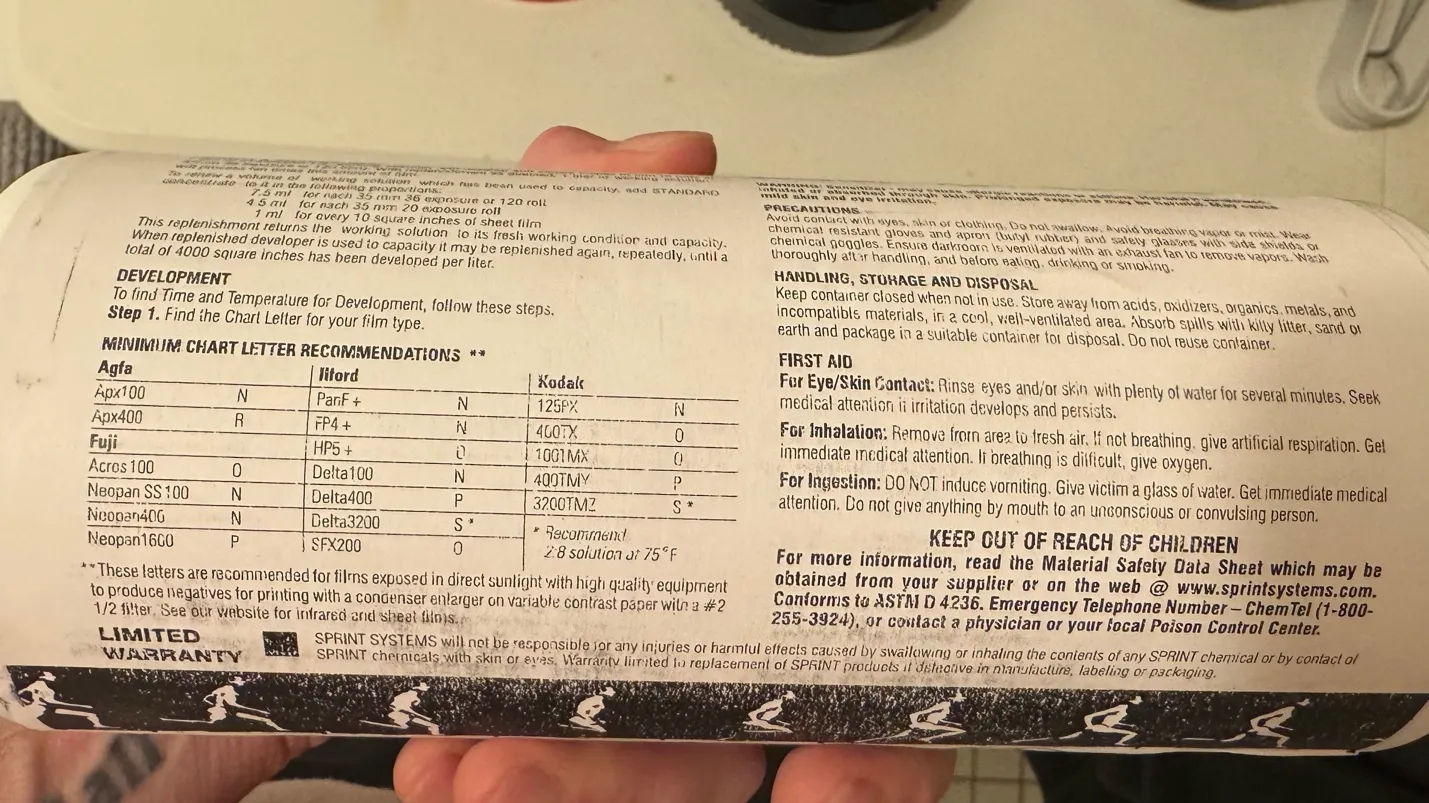 To renew a volume of working solution which has been used to capacity, add STANDARD
concentrate to it in the following proportions:
7.5 ml for each 35 mm 36 exposure or 120 roll
4 5 ml for each 35 mm 20 exposure roll
1 ml for every 10 square inches of sheet film
This replenishment returns the working solution to its fresh working condition and capacity.
When replenished developer is used to capacity it may be replenished again, repeatedly, until a
total of 4000 square inches has been developed per liter.
DEVELOPMENT
To find Time and Temperature for Development, follow these steps.
Step 1. Find the Chart Letter for your film type.
MINIMUM CHART LETTER RECOMMENDATIONS **
Agfa
Apx100 N
Apx400 R
Fuji
Acros 100 O
Neopan SS 100 N
Neopan400 N
Neopan1600 P
Ilford
PanF + N
FP4 + N
HP5 + O
Delta100 N
Delta400 P
Delta3200 S *
SFX200 O
Kodak
125PX N
400TX O
100TMX O
400TMY P
3200TMZ S *
* Recommend
2:8 solution at 75°F
**These letters are recommended for films exposed in direct sunlight with high quality equipment
to produce negatives for printing with a condenser enlarger on variable contrast paper with a #2
1/2 filter. See our website for infrared and sheet films.
mild skin and eye irritation.
PRECAUTIONS
Avoid contact with eyes, skin or clothing. Do not swallow. Avoid breathing vapor or mist. Wear
chemical resistant gloves and apron (butyl rubber) and safety glasses with side shields or
chemical goggles. Ensure darkroom is ventilated with an exhaust fan to remove vapors. Wash
thoroughly after handling, and before eating, drinking or smoking.
HANDLING, STORAGE AND DISPOSAL
Keep container closed when not in use. Store away from acids, oxidizers, organics, metals, and
incompatible materials, in a cool, well-ventilated area. Absorb spills with kitty litter, sand or
earth and package in a suitable container for disposal. Do not reuse container.
FIRST AID
For Eye/Skin Contact: Rinse eyes and/or skin with plenty of water for several minutes. Seek
medical attention if irritation develops and persists.
For Inhalation: Remove from area to fresh air. If not breathing, give artificial respiration. Get
immediate medical attention. If breathing is difficult, give oxygen.
For Ingestion: DO NOT induce vomiting. Give victim a glass of water. Get immediate medical
attention. Do not give anything by mouth to an unconscious or convulsing person.
KEEP OUT OF REACH OF CHILDREN
For more information, read the Material Safety Data Sheet which may be
obtained from your supplier or on the web @ www.sprintsystems.com.
Conforms to ASTM D 4236. Emergency Telephone Number – ChemTel (1-800-
255-3924), or contact a physician or your local Poison Control Center.
LIMITED
WARRANTY
SPRINT SYSTEMS will not be responsible for any injuries or harmful effects caused by swallowing or inhaling the contents of any SPRINT chemical or by contact of
SPRINT chemicals with skin or eyes. Warranty limited to replacement of SPRINT products if defective in manufacture, labeling or packaging.